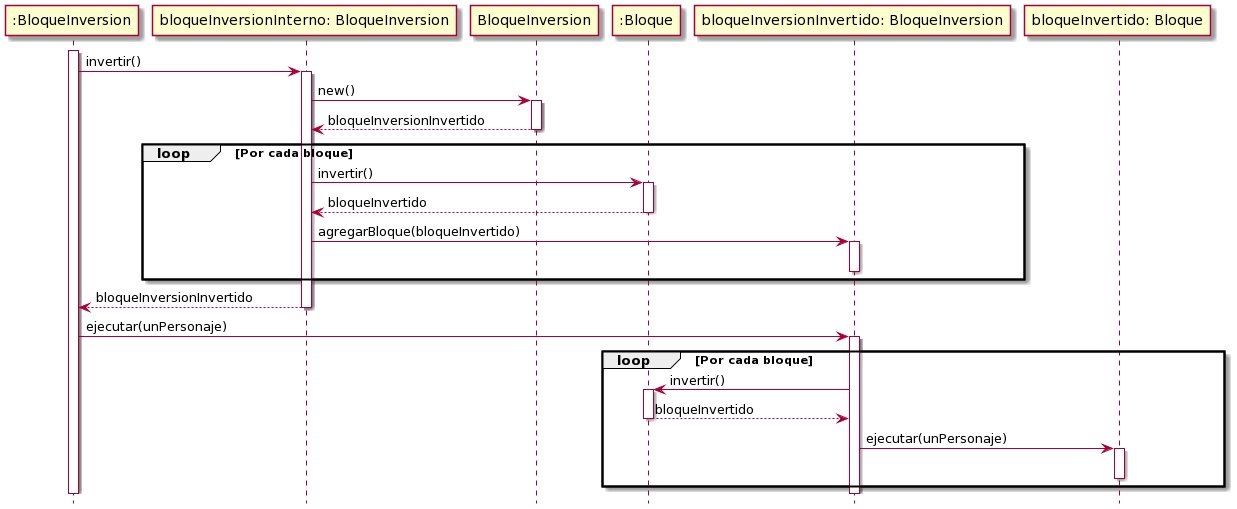 :BloqueInversion
bloqueInversionInterno: BloqueInversion
BloqueInversion
:Bloque
bloqueInversionInvertido: BloqueInversion
bloqueInvertido: Bloque
invertir()
new()
bloqueInversionInvertido
loop [Por cada bloque]
invertir()
bloqueInvertido
agregarBloque(bloqueInvertido)
bloqueInversionInvertido
ejecutar(unPersonaje)
loop [Por cada bloque]
invertir()
bloqueInvertido
ejecutar(unPersonaje)